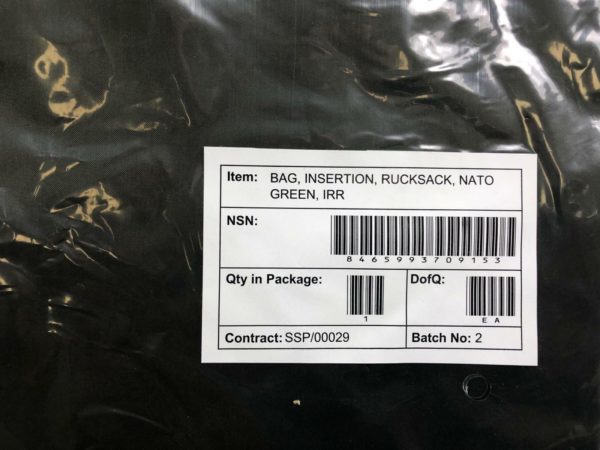 Item: BAG, INSERTION, RUCKSACK, NATO
GREEN, IRR
NSN:
8465993709153
Qty in Package:
1
DofQ:
EA
Contract: SSP/00029
Batch No: 2